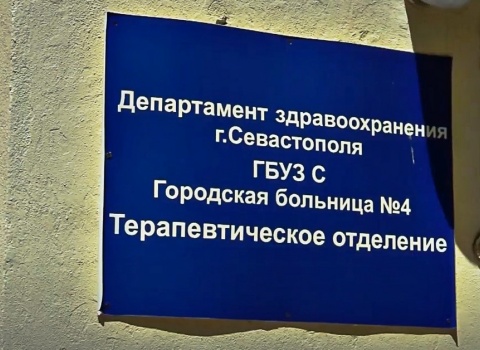 Департамент здравоохранения
г.Севастополя
ГБУЗ С
Городская больница №4
Терапевтическое отделение